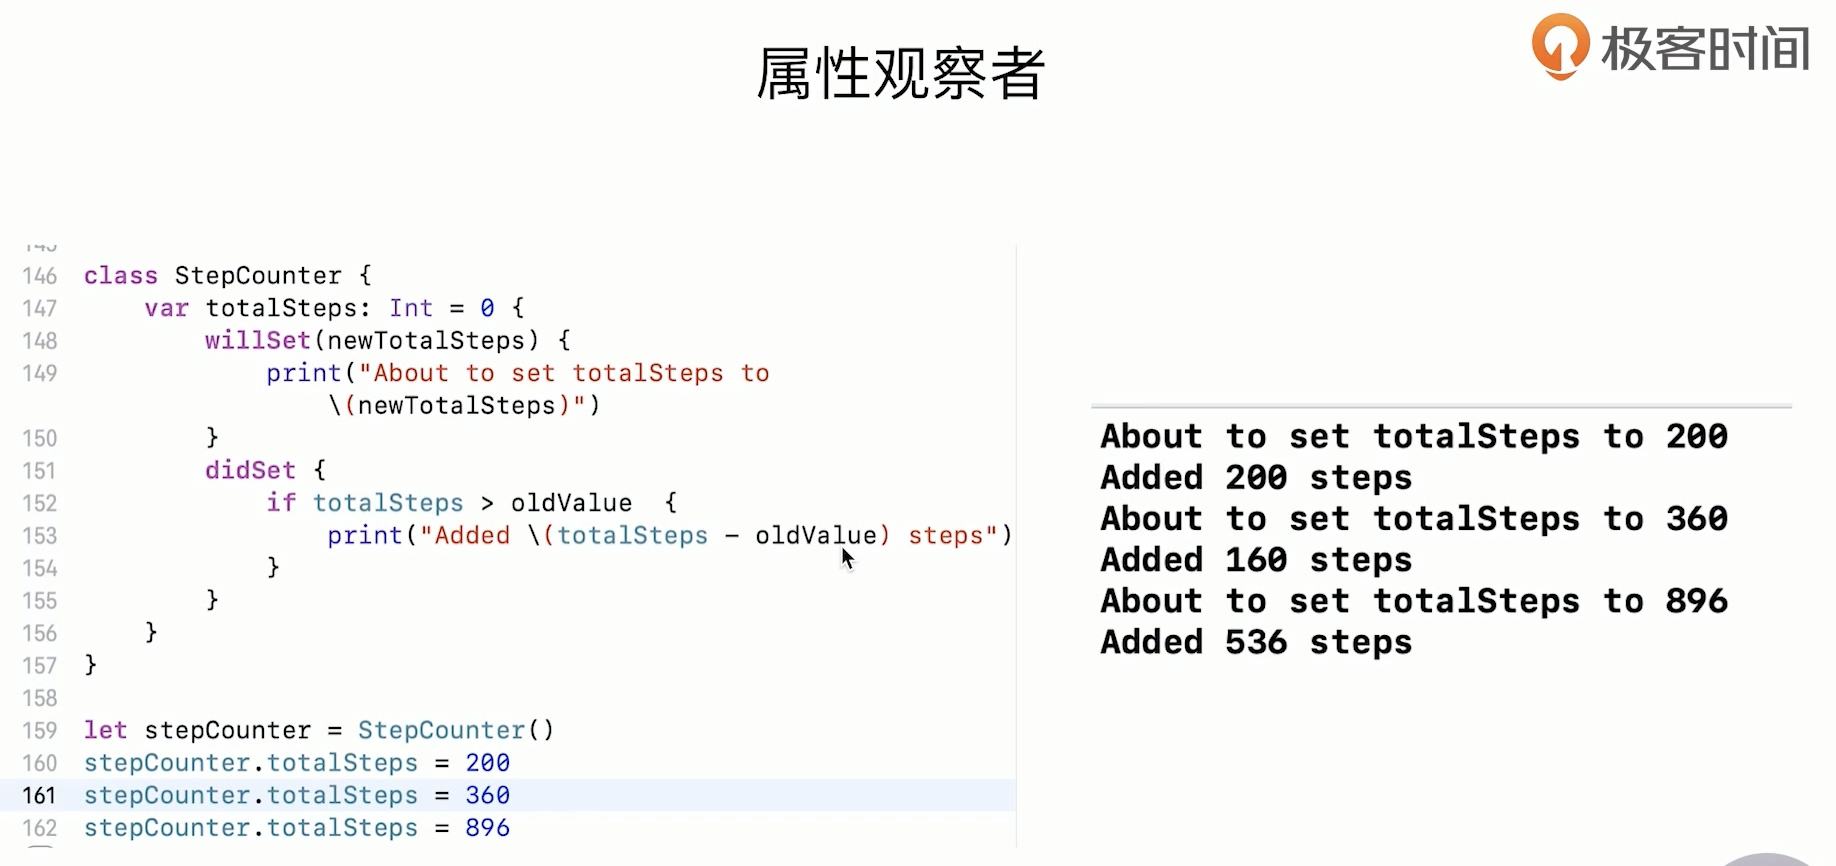 属性观察者
极客时间
146 class StepCounter {
147 var totalSteps: Int = 0 {
148 willSet(newTotalSteps) {
149 print("About to set totalSteps to
\(newTotalSteps)")
150 }
151 didSet {
152 if totalSteps > oldValue {
153 print("Added \(totalSteps - oldValue) steps")
154 }
155 }
156 }
157 }
158
159 let stepCounter = StepCounter()
160 stepCounter.totalSteps = 200
161 stepCounter.totalSteps = 360
162 stepCounter.totalSteps = 896
About to set totalSteps to 200
Added 200 steps
About to set totalSteps to 360
Added 160 steps
About to set totalSteps to 896
Added 536 steps